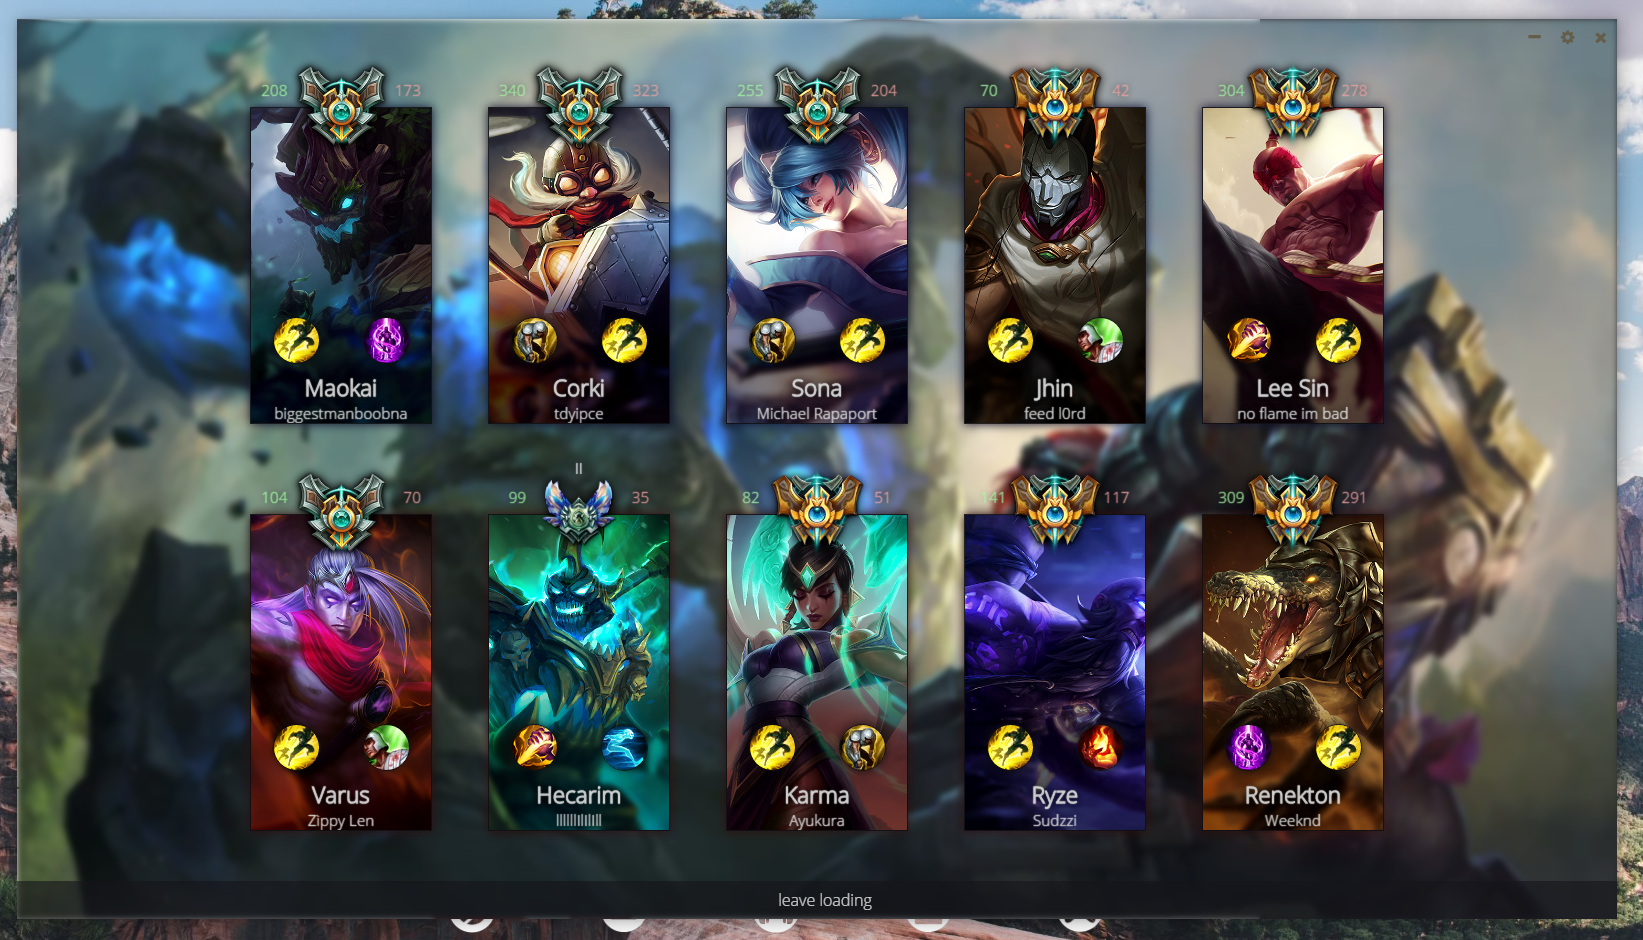 208 173 340 323 255 204 70 42 304 278
Maokai Corki Sona Jhin Lee Sin
biggestmanboobna tdyipce Michael Rapaport feed l0rd no flame im bad
II
104 70 99 35 82 51 141 117 309 291
Varus Hecarim Karma Ryze Renekton
Zippy Len Ayukura Sudzzi Weeknd
leave loading